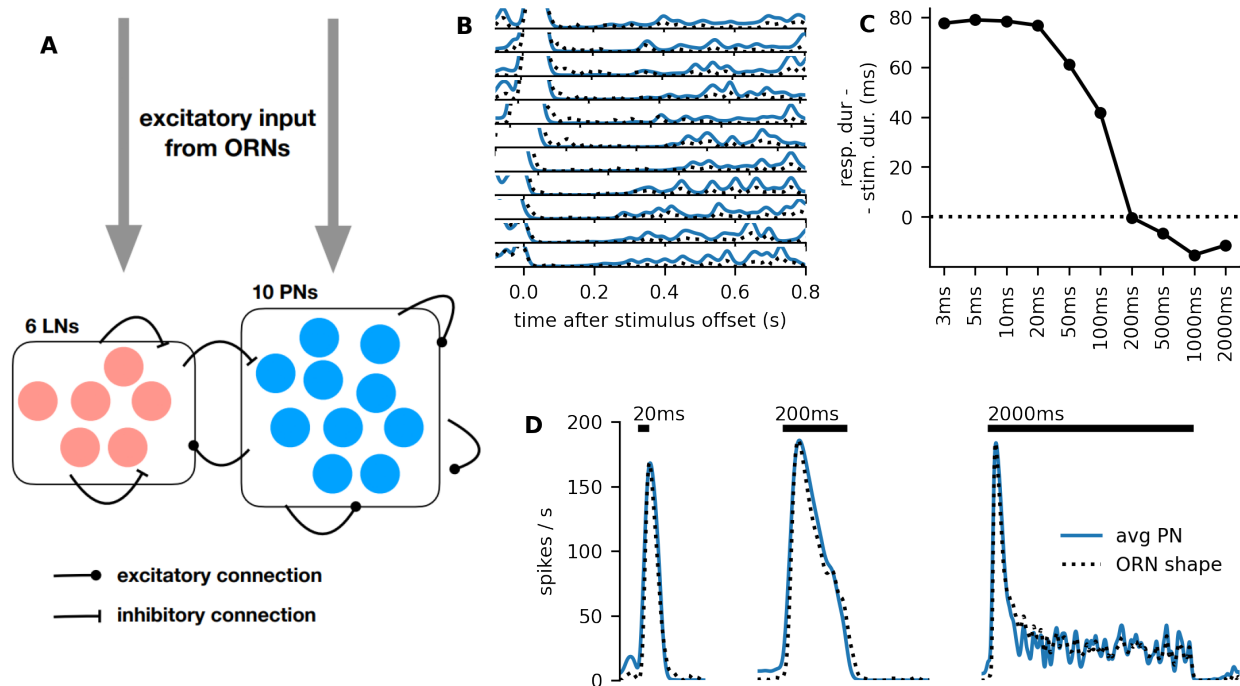 A
excitatory input
from ORNs
6 LNs
10 PNs
excitatory connection
inhibitory connection
B
0.0 0.2 0.4 0.6 0.8
time after stimulus offset (s)
C
resp. dur -
- stim. dur. (ms)
80
60
40
20
0
3ms 5ms 10ms 20ms 50ms 100ms 200ms 500ms 1000ms 2000ms
D
20ms 200ms 2000ms
spikes / s
200
150
100
50
0
avg PN
ORN shape